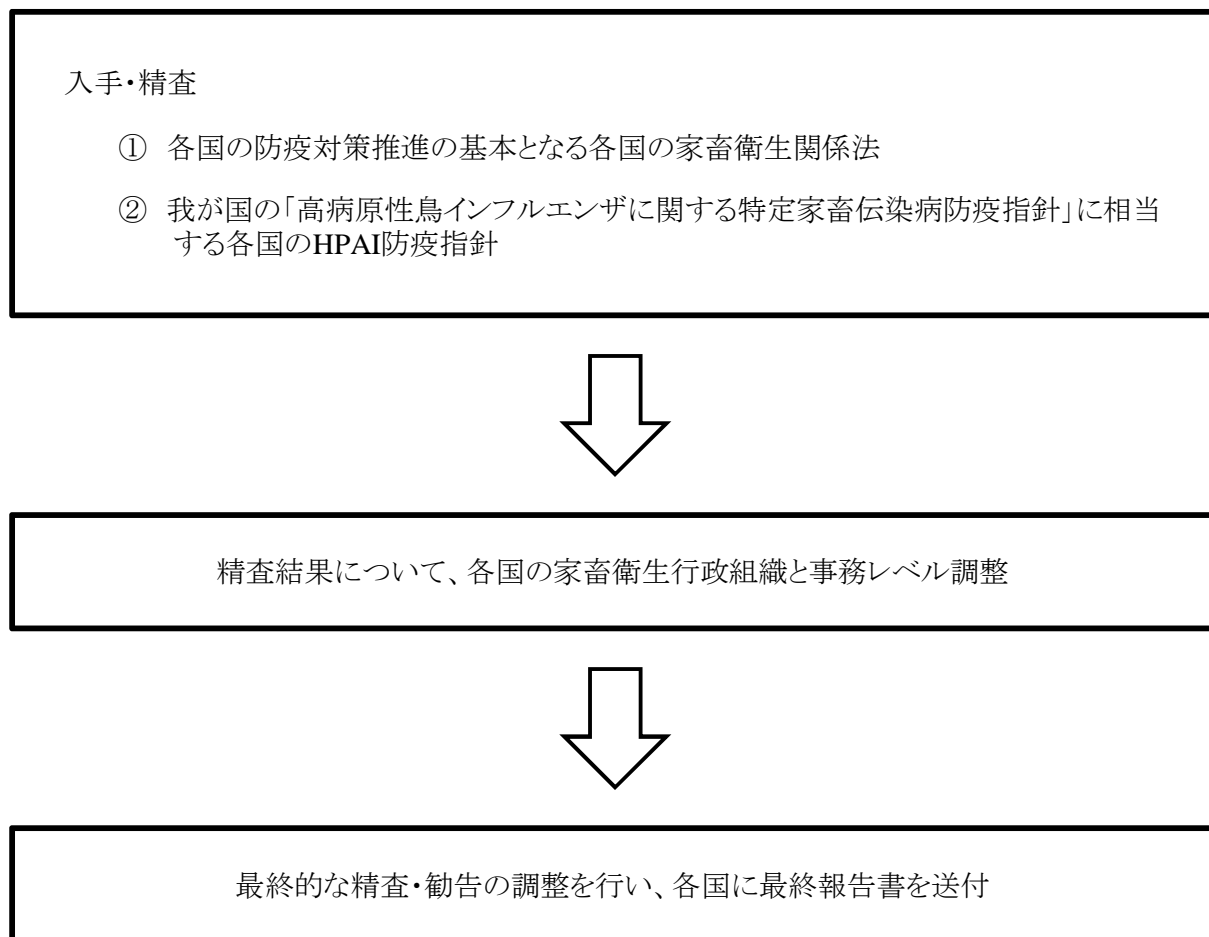 入手・精査
① 各国の防疫対策推進の基本となる各国の家畜衛生関係法
② 我が国の「高病原性鳥インフルエンザに関する特定家畜伝染病防疫指針」に相当
する各国のHPAI防疫指針
精査結果について、各国の家畜衛生行政組織と事務レベル調整
最終的な精査・勧告の調整を行い、各国に最終報告書を送付